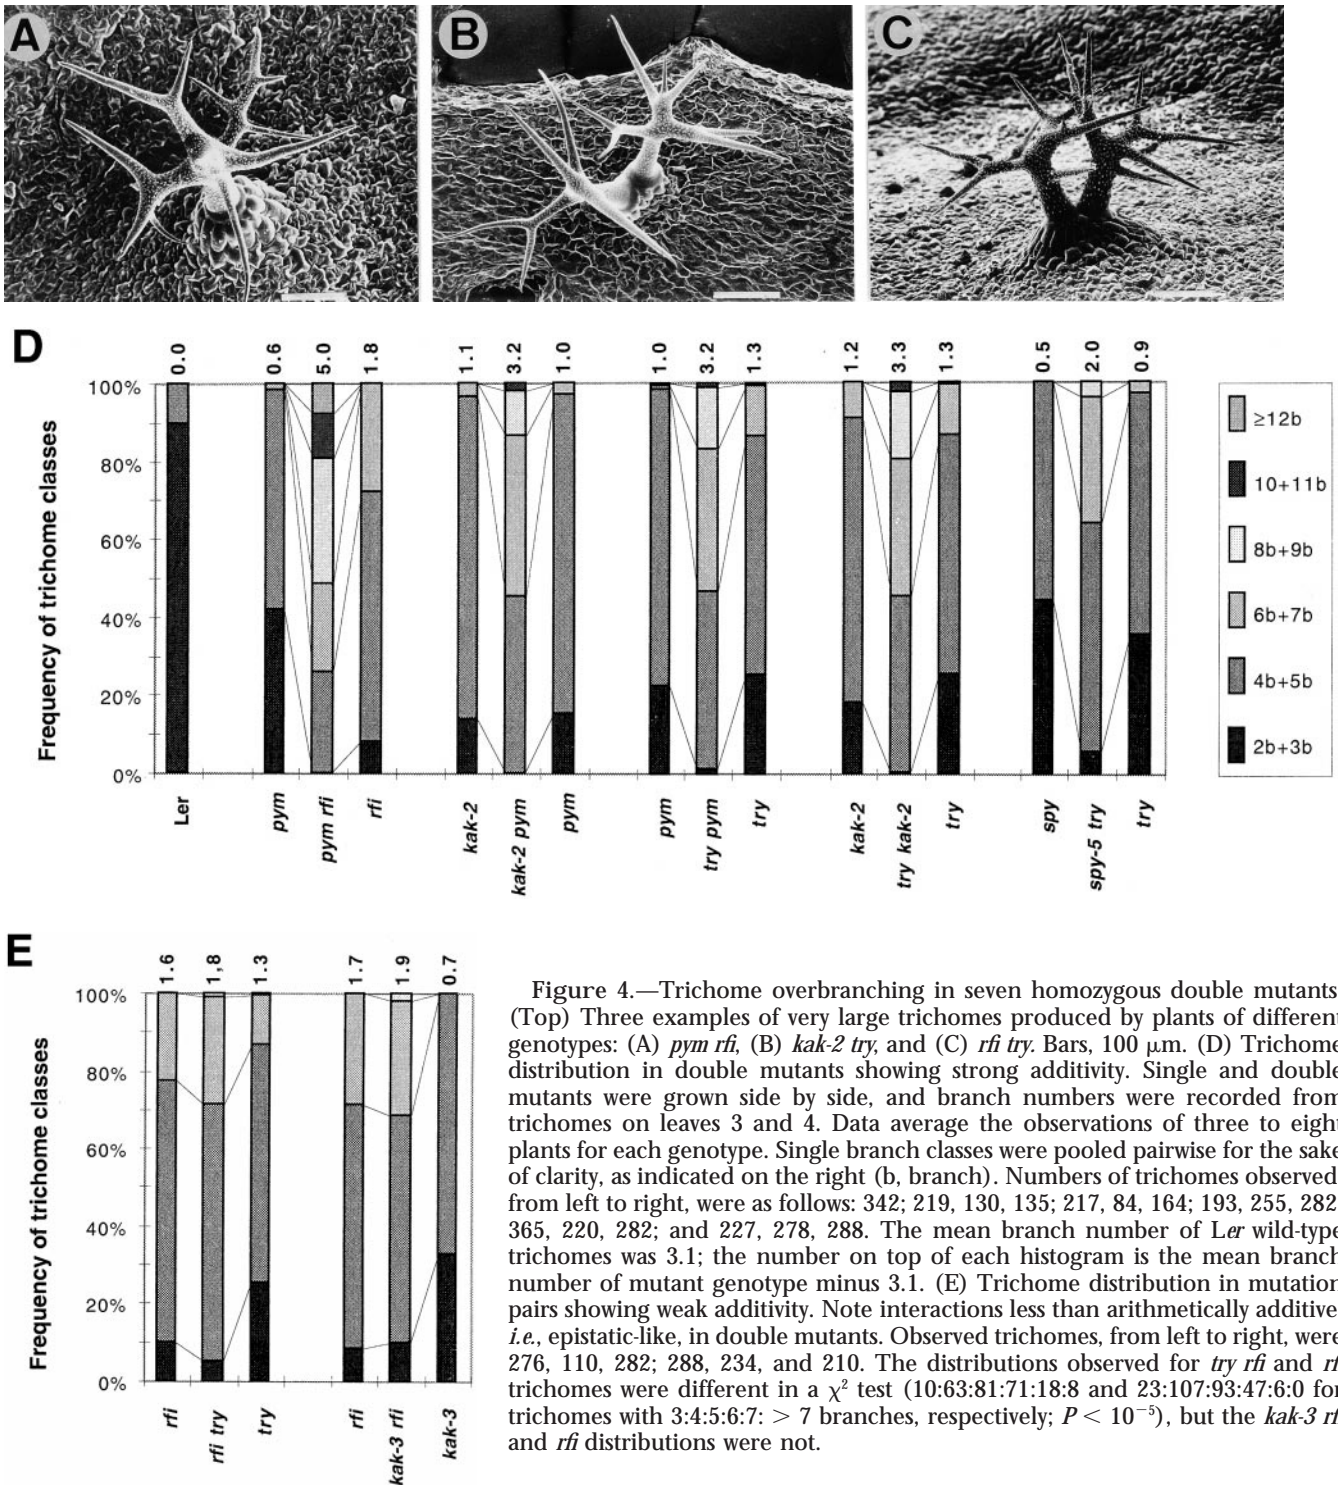 A
B
C
D
0.0
0.6
5.0
1.8
1.1
3.2
1.0
1.0
3.2
1.3
1.2
3.3
1.3
0.5
2.0
0.9
100%
80%
60%
40%
20%
0%
Frequency of trichome classes
Ler
pym
pym rfi
rfi
kak-2
kak-2 pym
pym
pym
try pym
try
kak-2
try kak-2
try
spy
spy-5 try
try
≥12b
10+11b
8b+9b
6b+7b
4b+5b
2b+3b
E
1.6
1,8
1.3
1.7
1.9
0.7
100%
80%
60%
40%
20%
0%
Frequency of trichome classes
rfi
rfi try
try
rfi
kak-3 rfi
kak-3
Figure 4.—Trichome overbranching in seven homozygous double mutants
(Top) Three examples of very large trichomes produced by plants of different
genotypes: (A) pym rfi, (B) kak-2 try, and (C) rfi try. Bars, 100 μm. (D) Trichome
distribution in double mutants showing strong additivity. Single and double
mutants were grown side by side, and branch numbers were recorded from
trichomes on leaves 3 and 4. Data average the observations of three to eight
plants for each genotype. Single branch classes were pooled pairwise for the sake
of clarity, as indicated on the right (b, branch). Numbers of trichomes observed
from left to right, were as follows: 342; 219, 130, 135; 217, 84, 164; 193, 255, 282
365, 220, 282; and 227, 278, 288. The mean branch number of Ler wild-type
trichomes was 3.1; the number on top of each histogram is the mean branch
number of mutant genotype minus 3.1. (E) Trichome distribution in mutation
pairs showing weak additivity. Note interactions less than arithmetically additive
i.e., epistatic-like, in double mutants. Observed trichomes, from left to right, were
276, 110, 282; 288, 234, and 210. The distributions observed for try rfi and rf
trichomes were different in a χ² test (10:63:81:71:18:8 and 23:107:93:47:6:0 for
trichomes with 3:4:5:6:7: > 7 branches, respectively; P < 10⁻⁵), but the kak-3 rf
and rfi distributions were not.